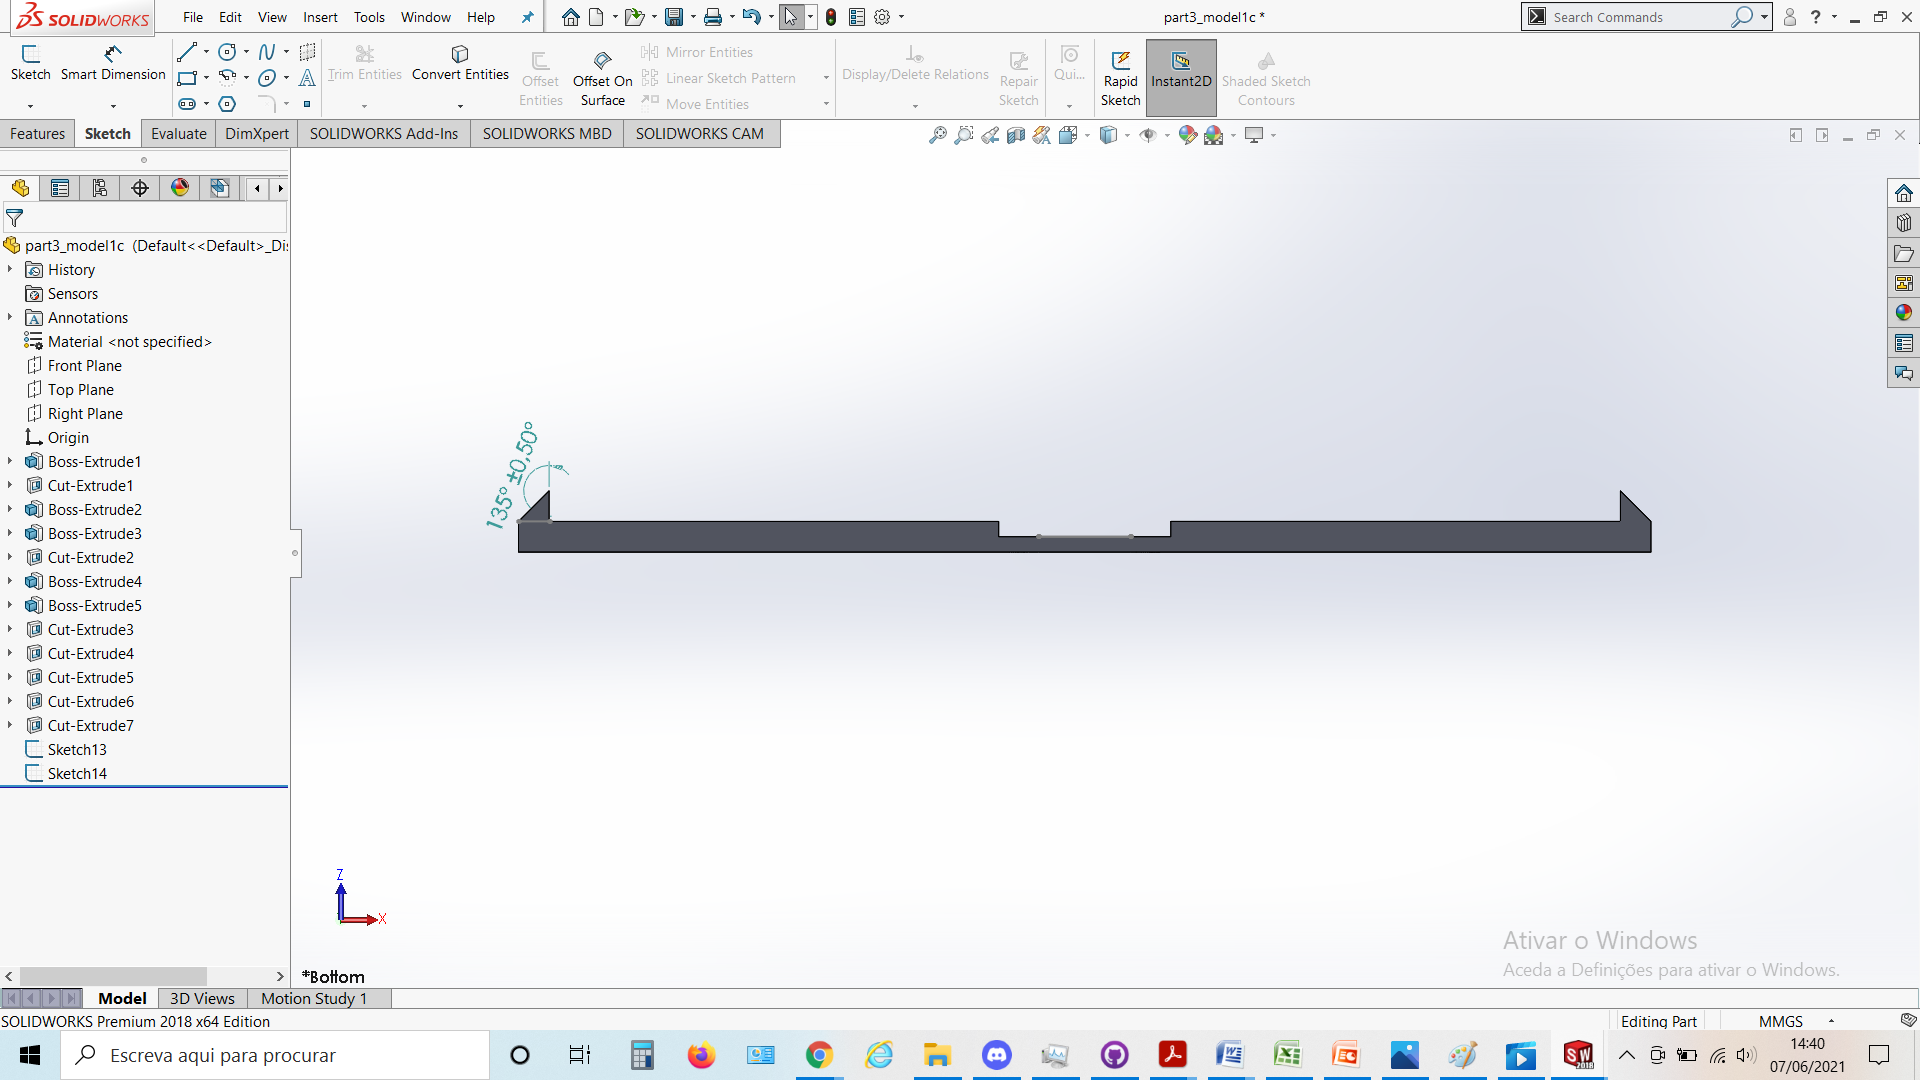 SOLIDWORKS File Edit View Insert Tools Window Help part3_model1c * Search Commands
Sketch Smart Dimension Trim Entities Convert Entities Offset Entities Offset On Surface Mirror Entities Linear Sketch Pattern Move Entities Display/Delete Relations Repair Sketch Qui... Rapid Sketch Instant2D Shaded Sketch Contours
Features Sketch Evaluate DimXpert SOLIDWORKS Add-Ins SOLIDWORKS MBD SOLIDWORKS CAM
part3_model1c (Default<<Default>_Di
History
Sensors
Annotations
Material <not specified>
Front Plane
Top Plane
Right Plane
Origin
Boss-Extrude1
Cut-Extrude1
Boss-Extrude2
Boss-Extrude3
Cut-Extrude2
Boss-Extrude4
Boss-Extrude5
Cut-Extrude3
Cut-Extrude4
Cut-Extrude5
Cut-Extrude6
Cut-Extrude7
Sketch13
Sketch14
135° ±0,50°
Z
X
*Bottom
Ativar o Windows
Aceda a Definições para ativar o Windows.
Model 3D Views Motion Study 1
SOLIDWORKS Premium 2018 x64 Edition Editing Part MMGS
Escreva aqui para procurar
14:40
07/06/2021